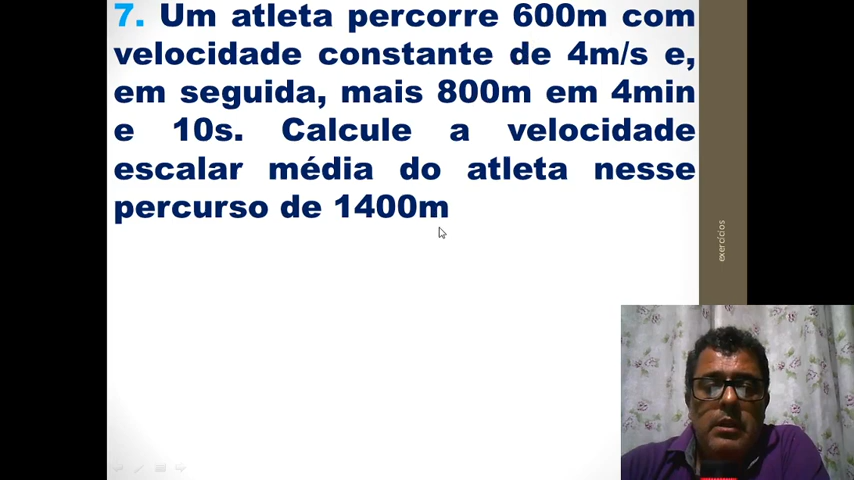 7. Um atleta percorre 600m com
velocidade constante de 4m/s e,
em seguida, mais 800m em 4min
e 10s. Calcule a velocidade
escalar média do atleta nesse
percurso de 1400m
exercícios